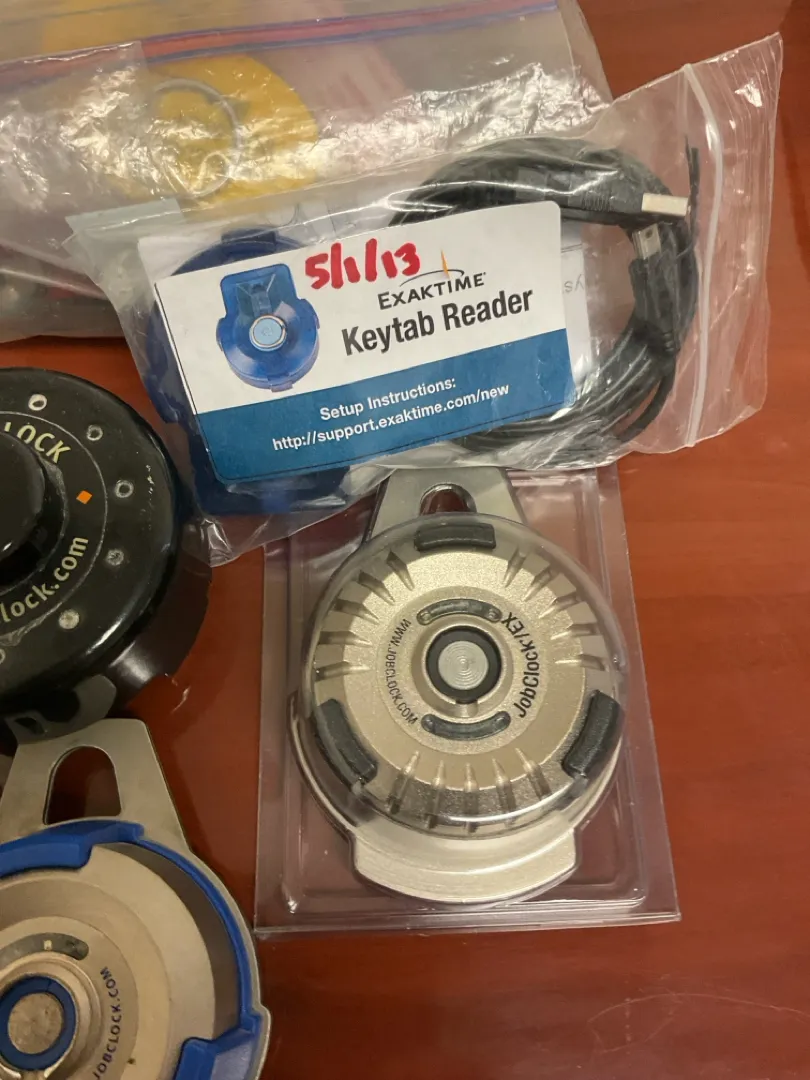 5/1/13
EXAKTIME
Keytab Reader
Setup Instructions:
http://support.exaktime.com/new
LOCK
lock.com
WWW.JOBCLOCK.COM
JobClock/EX
JOBCLOCK.COM